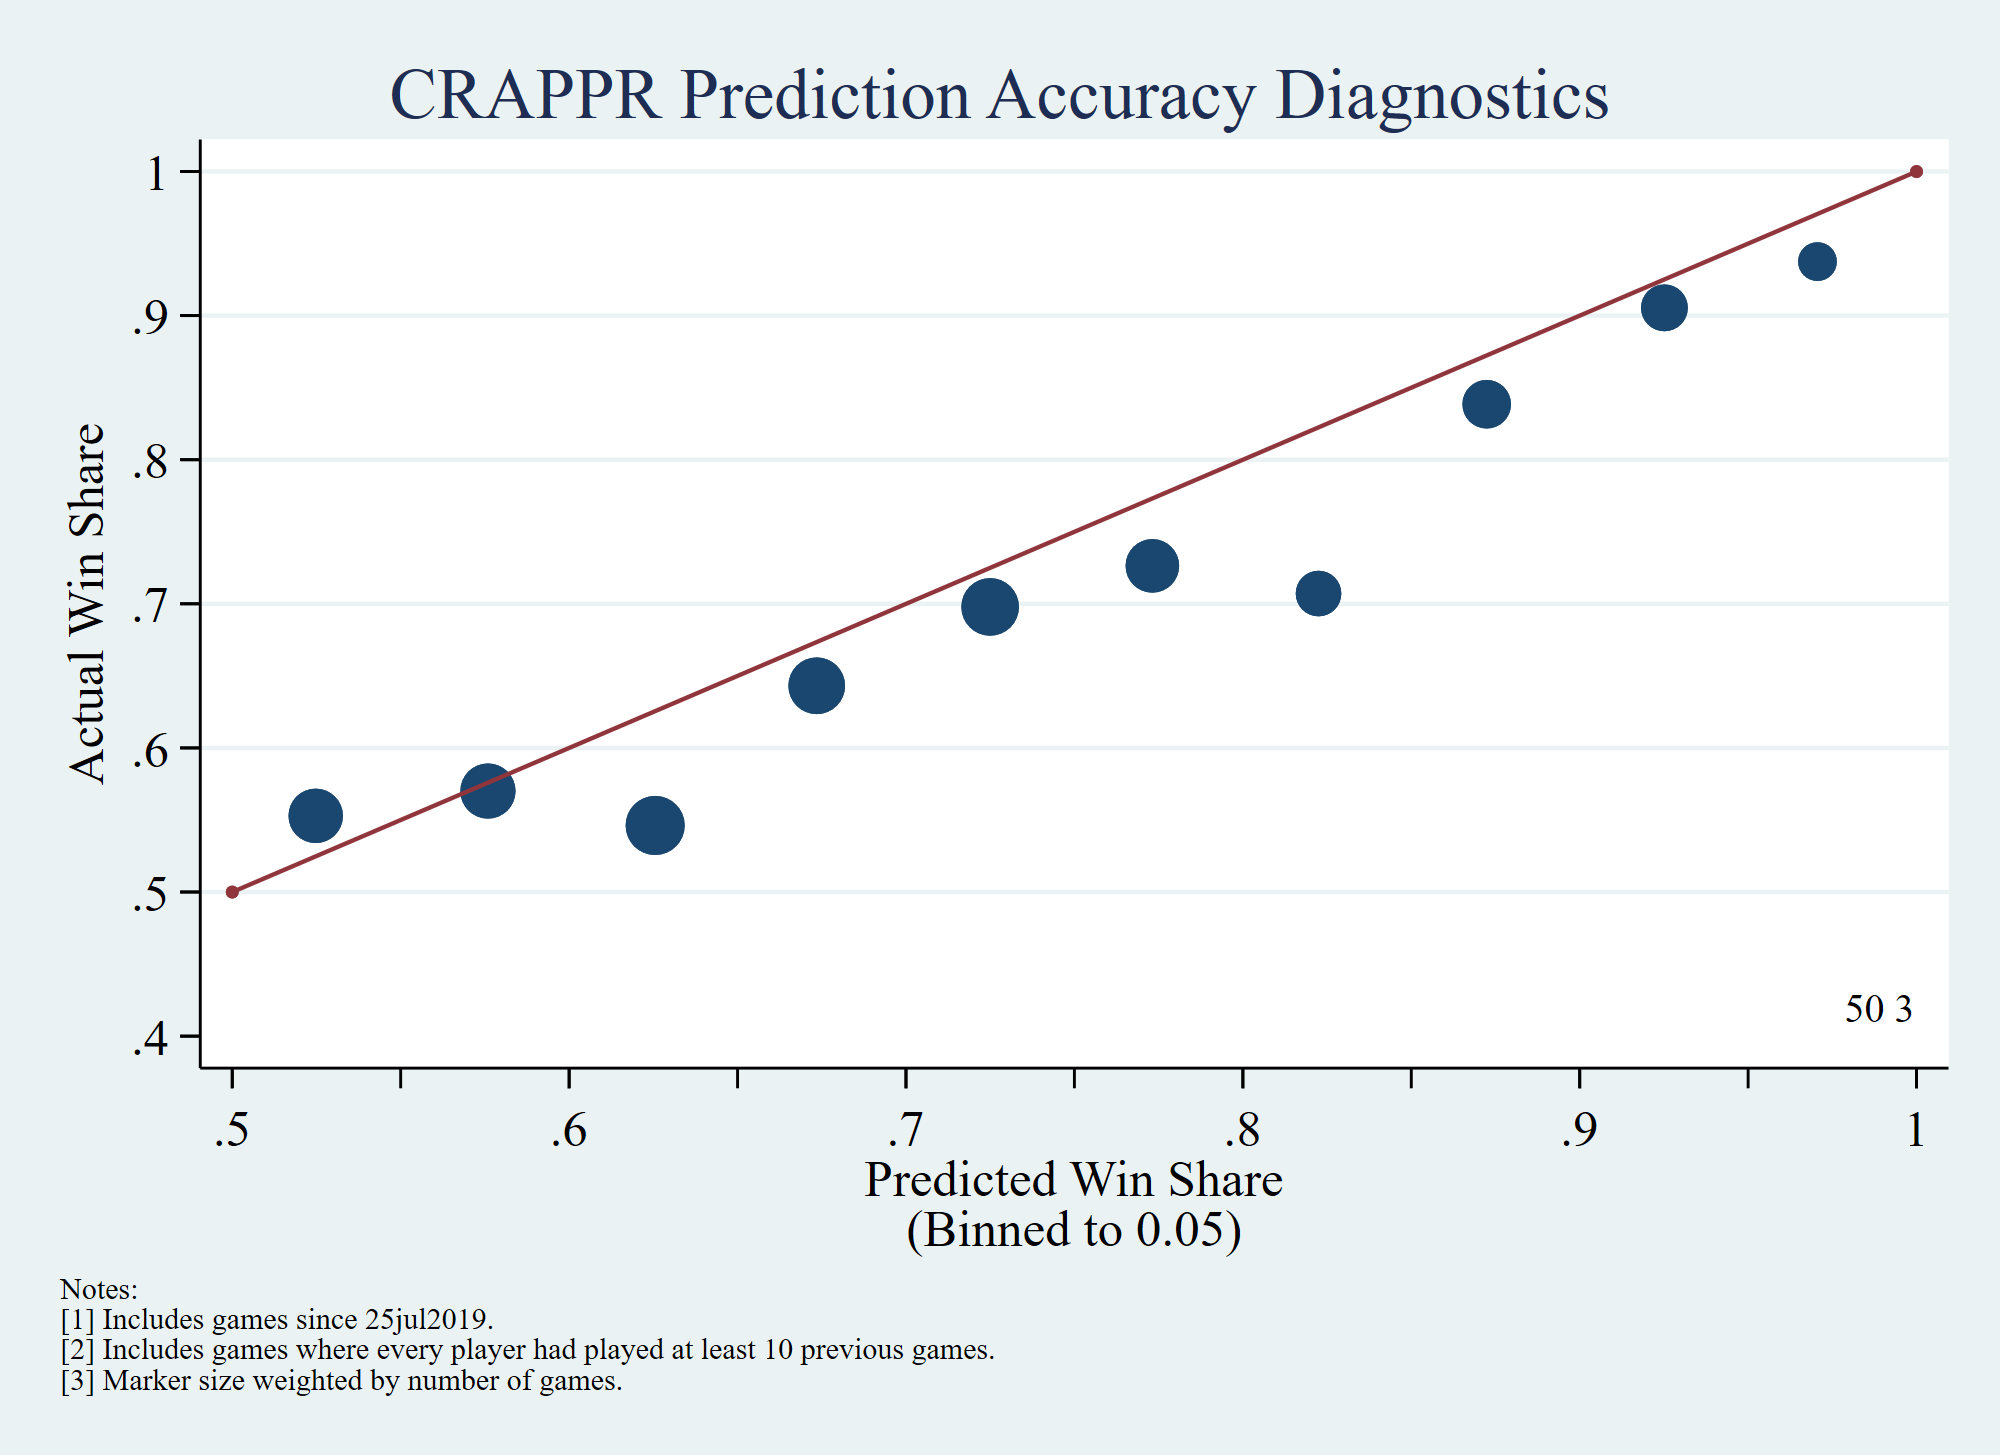 CRAPPR Prediction Accuracy Diagnostics
Actual Win Share
1
.9
.8
.7
.6
.5
.4
50 3
.5 .6 .7 .8 .9 1
Predicted Win Share
(Binned to 0.05)
Notes:
[1] Includes games since 25jul2019.
[2] Includes games where every player had played at least 10 previous games.
[3] Marker size weighted by number of games.